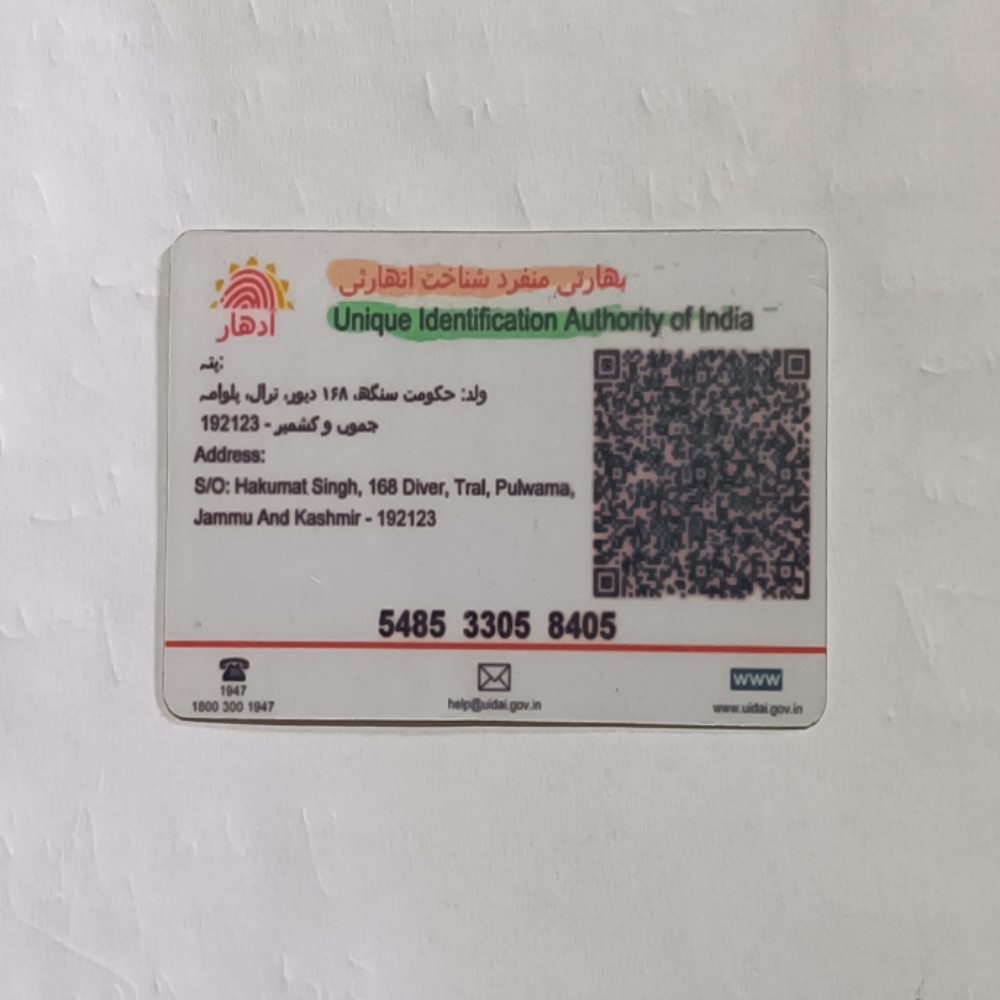 آدھار
بھارتی منفرد شناخت اتھارٹی
Unique Identification Authority of India
پتہ:
ولد: حکومت سنگھ، ۱۶۸ دیور، ترال، پلوامہ
جموں و کشمیر - 192123
Address:
S/O: Hakumat Singh, 168 Diver, Tral, Pulwama,
Jammu And Kashmir - 192123
5485 3305 8405
1947
1800 300 1947
help@uidai.gov.in
www
www.uidai.gov.in